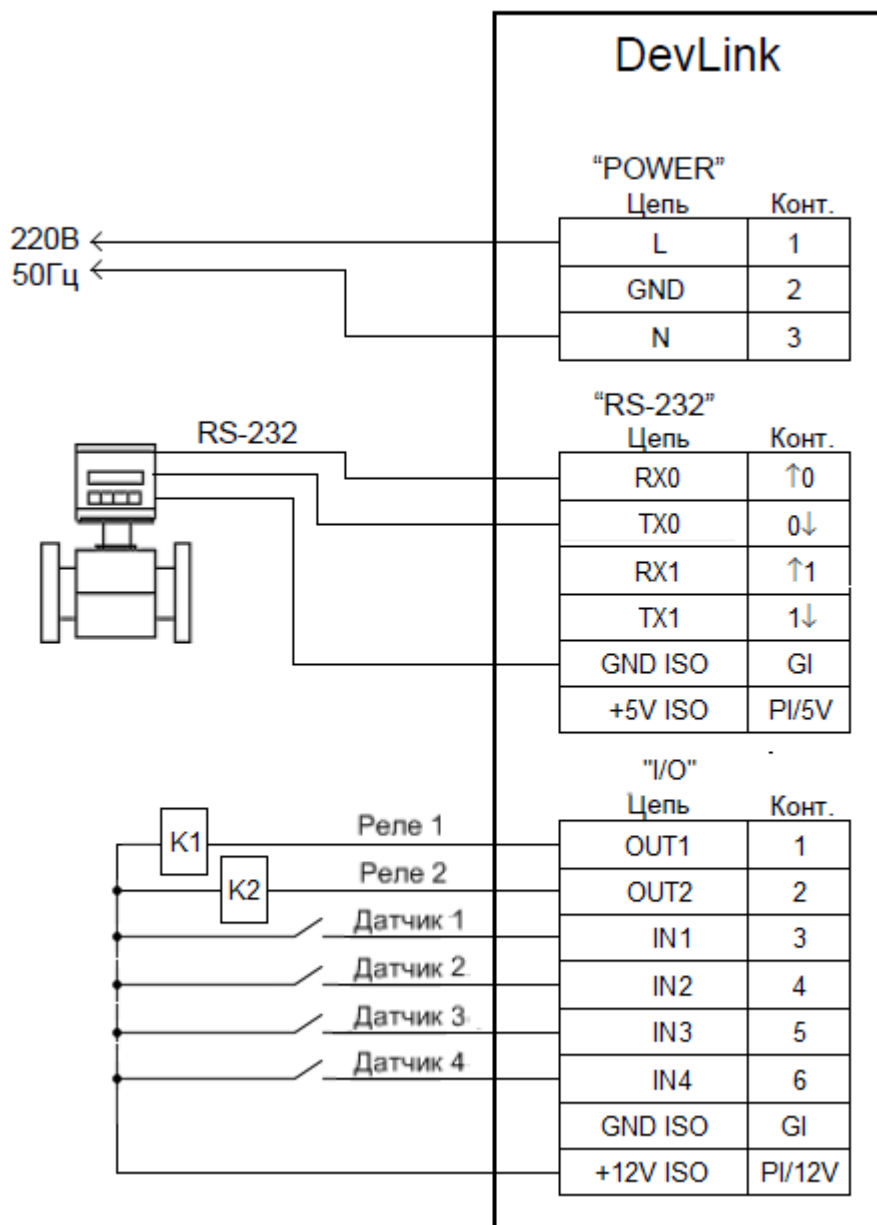 DevLink
“POWER”
Цепь Конт.
220В L 1
50Гц GND 2
N 3
“RS-232”
RS-232 Цепь Конт.
RX0 ↑0
TX0 0↓
RX1 ↑1
TX1 1↓
GND ISO GI
+5V ISO PI/5V
"I/O"
Цепь Конт.
K1 Реле 1 OUT1 1
K2 Реле 2 OUT2 2
Датчик 1 IN1 3
Датчик 2 IN2 4
Датчик 3 IN3 5
Датчик 4 IN4 6
GND ISO GI
+12V ISO PI/12V